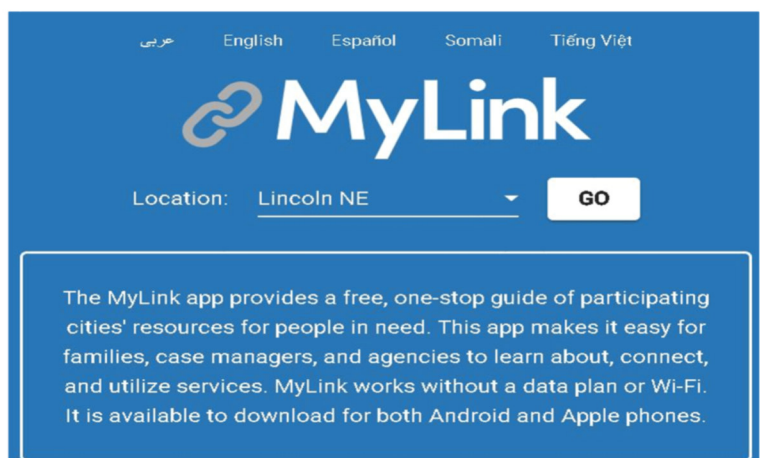 عربى English Español Somali Tiếng Việt
MyLink
Location: Lincoln NE GO
The MyLink app provides a free, one-stop guide of participating
cities' resources for people in need. This app makes it easy for
families, case managers, and agencies to learn about, connect,
and utilize services. MyLink works without a data plan or Wi-Fi.
It is available to download for both Android and Apple phones.